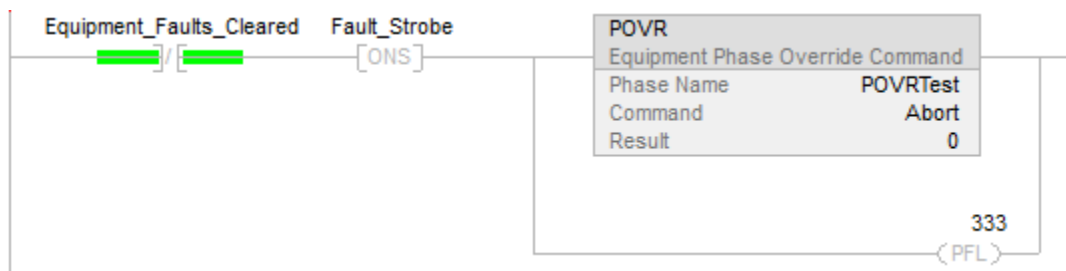 Equipment_Faults_Cleared Fault_Strobe
/ [ONS]
POVR
Equipment Phase Override Command
Phase Name POVRTest
Command Abort
Result 0
333
(PFL)